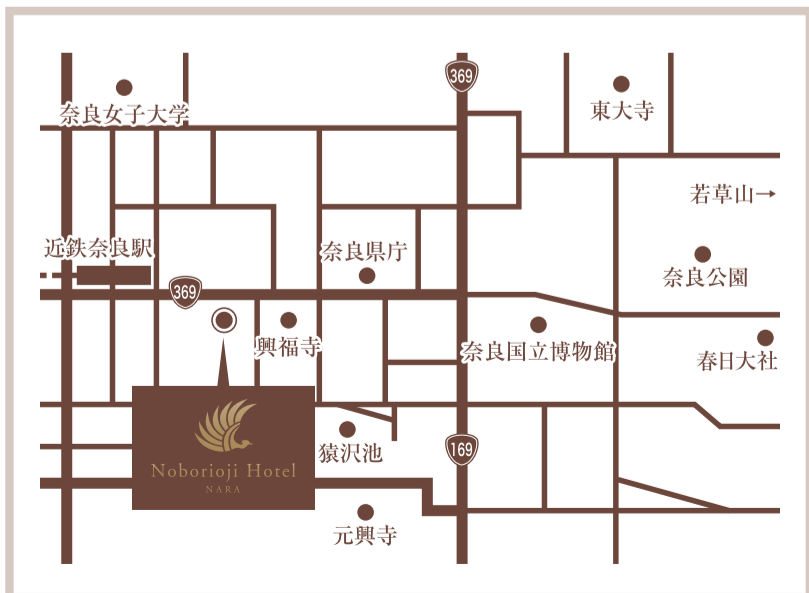 369
奈良女子大学
東大寺
若草山→
近鉄奈良駅
奈良県庁
奈良公園
369
興福寺
奈良国立博物館
春日大社
猿沢池
169
Noborioji Hotel
NARA
元興寺